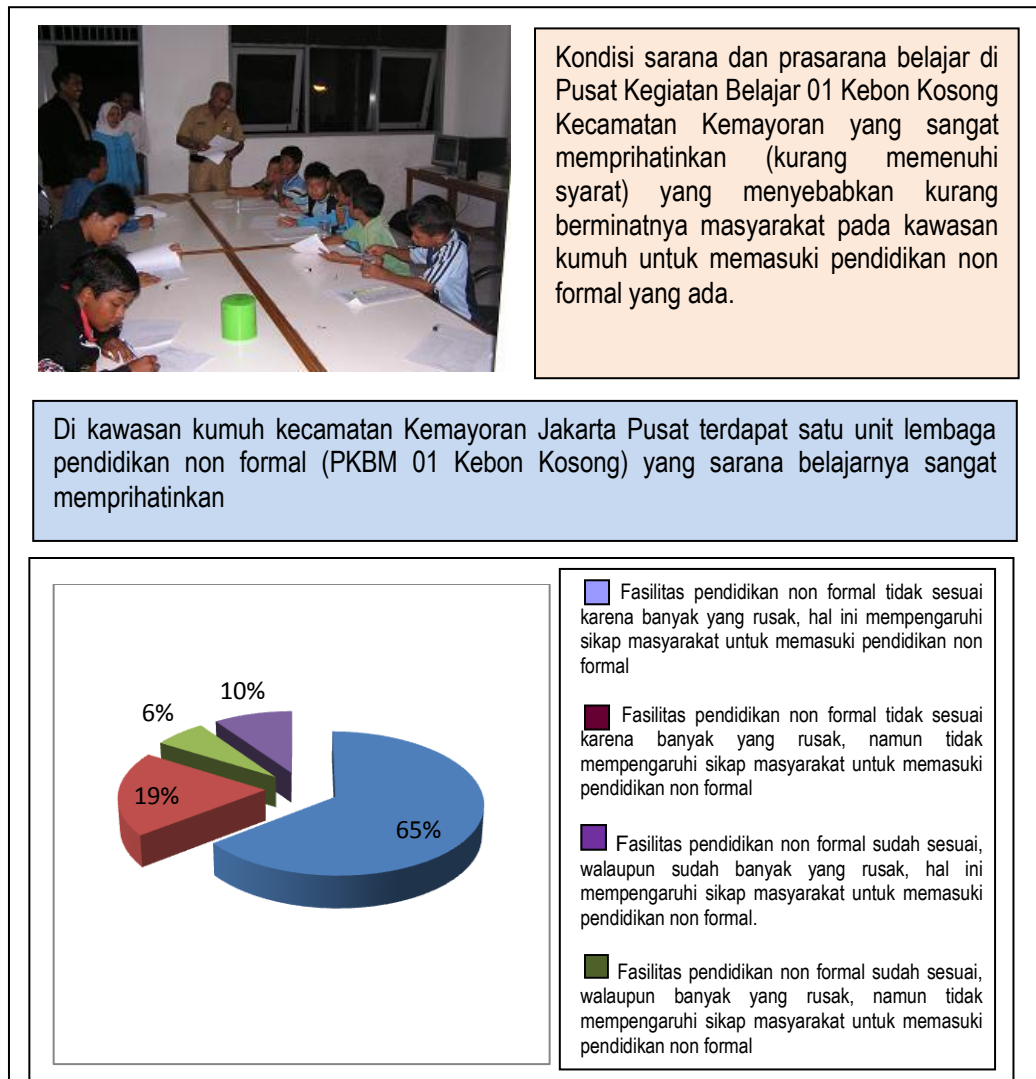 Kondisi sarana dan prasarana belajar di
Pusat Kegiatan Belajar 01 Kebon Kosong
Kecamatan Kemayoran yang sangat
memprihatinkan (kurang memenuhi
syarat) yang menyebabkan kurang
berminatnya masyarakat pada kawasan
kumuh untuk memasuki pendidikan non
formal yang ada.
Di kawasan kumuh kecamatan Kemayoran Jakarta Pusat terdapat satu unit lembaga
pendidikan non formal (PKBM 01 Kebon Kosong) yang sarana belajarnya sangat
memprihatinkan
10%
6%
19%
65%
Fasilitas pendidikan non formal tidak sesuai
karena banyak yang rusak, hal ini mempengaruhi
sikap masyarakat untuk memasuki pendidikan non
formal
Fasilitas pendidikan non formal tidak sesuai
karena banyak yang rusak, namun tidak
mempengaruhi sikap masyarakat untuk memasuki
pendidikan non formal
Fasilitas pendidikan non formal sudah sesuai,
walaupun sudah banyak yang rusak, hal ini
mempengaruhi sikap masyarakat untuk memasuki
pendidikan non formal.
Fasilitas pendidikan non formal sudah sesuai,
walaupun banyak yang rusak, namun tidak
mempengaruhi sikap masyarakat untuk memasuki
pendidikan non formal